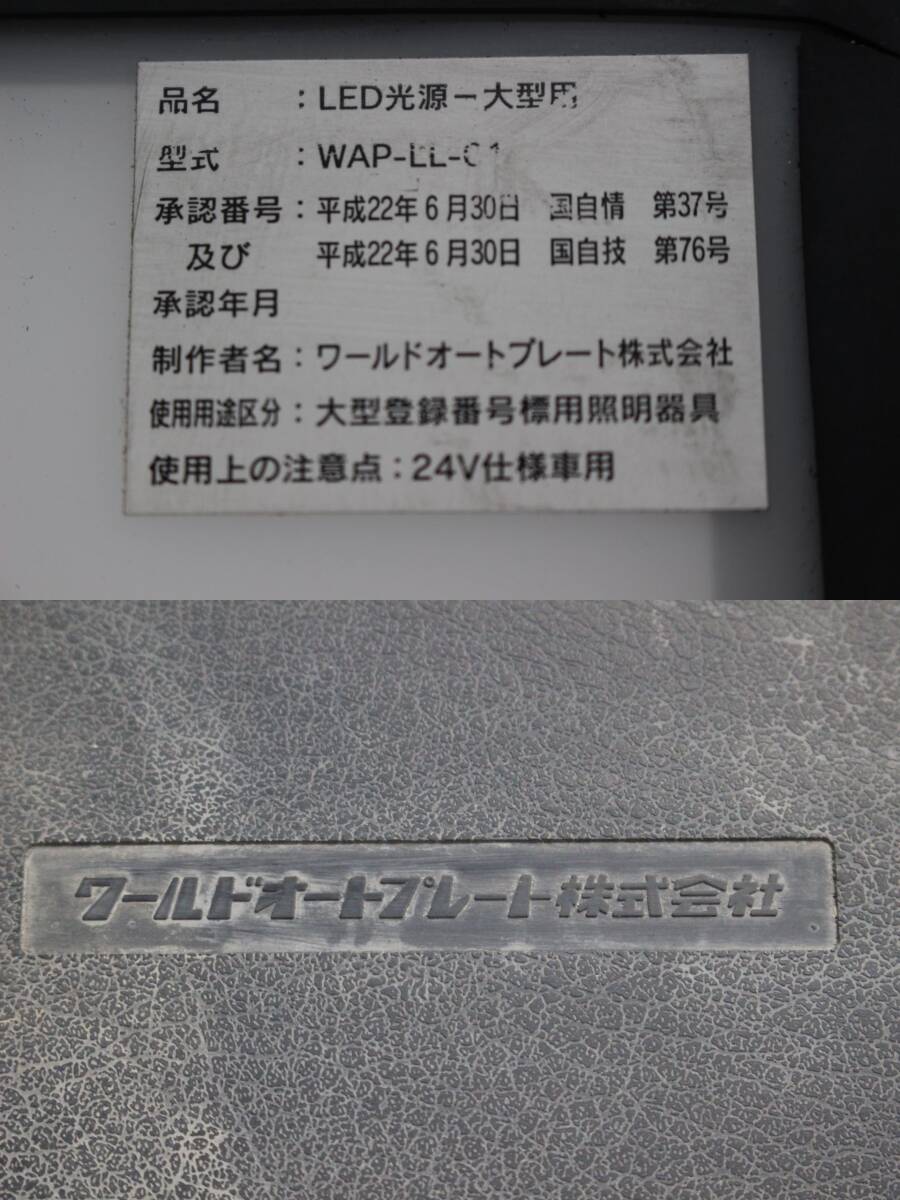 品名 : LED光源－大型用
型式 : WAP-LL-01
承認番号 : 平成22年6月30日 国自情 第37号
及び 平成22年6月30日 国自技 第76号
承認年月
制作者名 : ワールドオートプレート株式会社
使用用途区分 : 大型登録番号標用照明器具
使用上の注意点 : 24V仕様車用
ワールドオートプレート株式会社